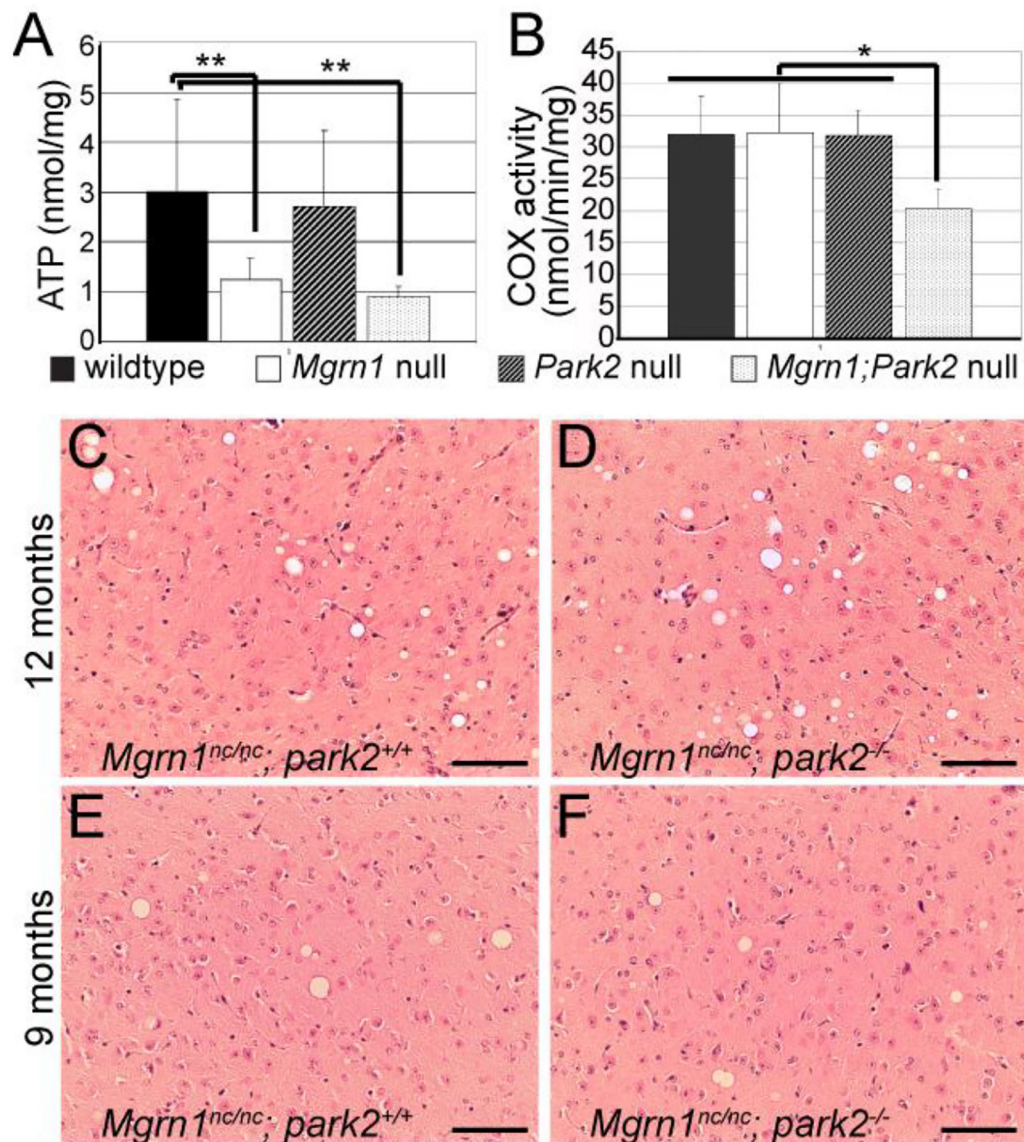 A
B
6
5
4
3
2
1
0
ATP (nmol/mg)
**
**
45
40
35
30
25
20
15
10
5
0
COX activity
(nmol/min/mg)
*
wildtype
Mgrn1 null
Park2 null
Mgrn1;Park2 null
12 months
C
Mgrn1nc/nc; park2+/+
D
Mgrn1nc/nc; park2-/-
9 months
E
Mgrn1nc/nc; park2+/+
F
Mgrn1nc/nc; park2-/-